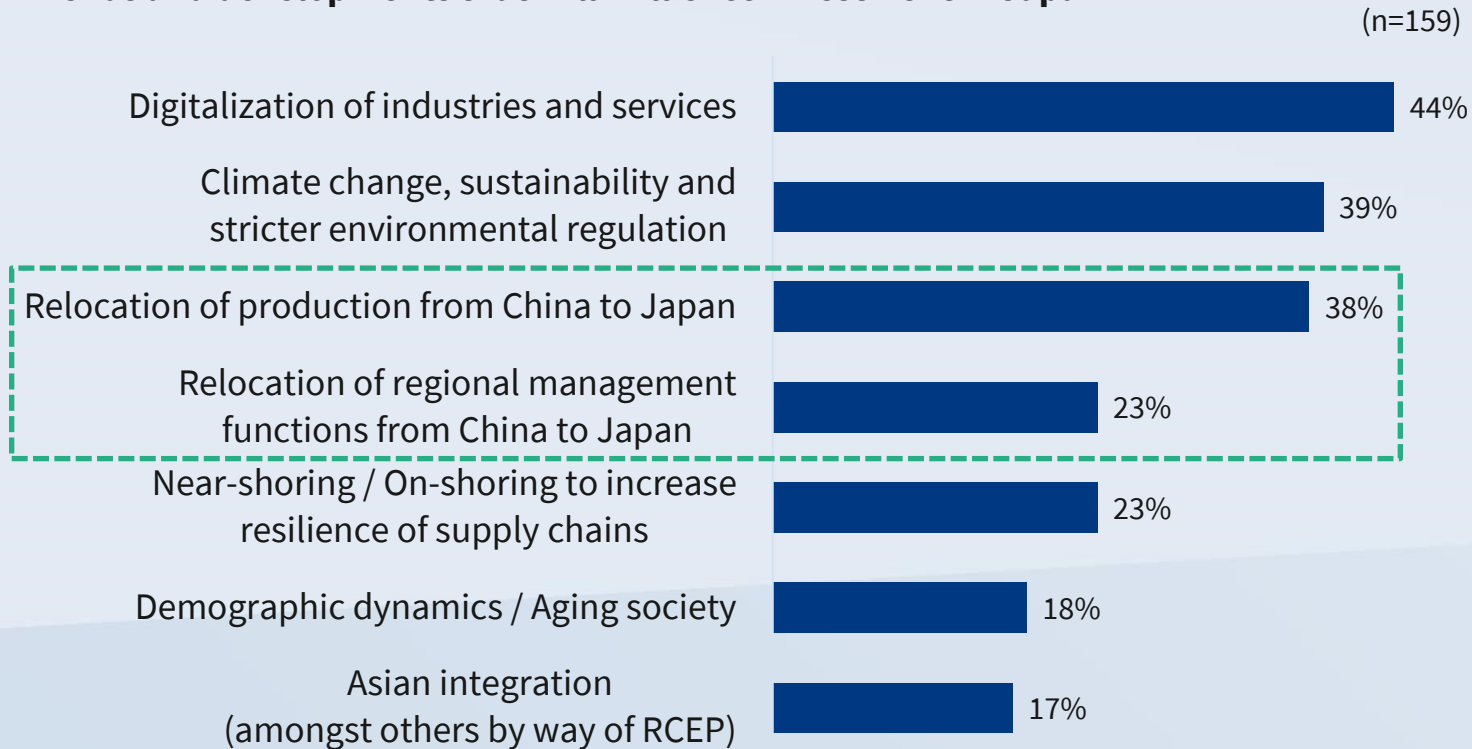 (n=159)
Digitalization of industries and services
44%
Climate change, sustainability and
stricter environmental regulation
39%
Relocation of production from China to Japan
38%
Relocation of regional management
functions from China to Japan
23%
Near-shoring / On-shoring to increase
resilience of supply chains
23%
Demographic dynamics / Aging society
18%
Asian integration
(amongst others by way of RCEP)
17%